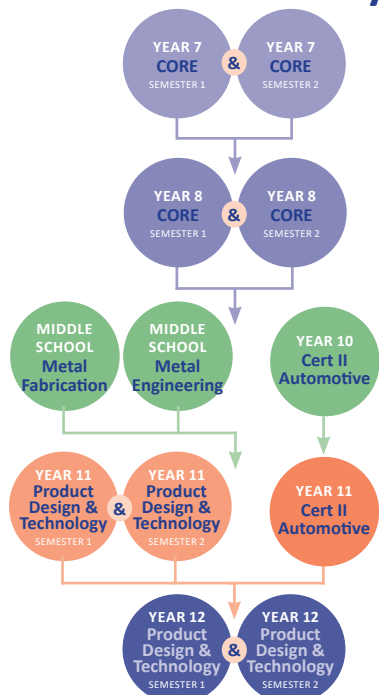 YEAR 7
CORE
SEMESTER 1
&
YEAR 7
CORE
SEMESTER 2
YEAR 8
CORE
SEMESTER 1
&
YEAR 8
CORE
SEMESTER 2
MIDDLE
SCHOOL
Metal
Fabrication
MIDDLE
SCHOOL
Metal
Engineering
YEAR 10
Cert II
Automotive
YEAR 11
Product
Design &
Technology
SEMESTER 1
&
YEAR 11
Product
Design &
Technology
SEMESTER 2
YEAR 11
Cert II
Automotive
YEAR 12
Product
Design &
Technology
SEMESTER 1
&
YEAR 12
Product
Design &
Technology
SEMESTER 2